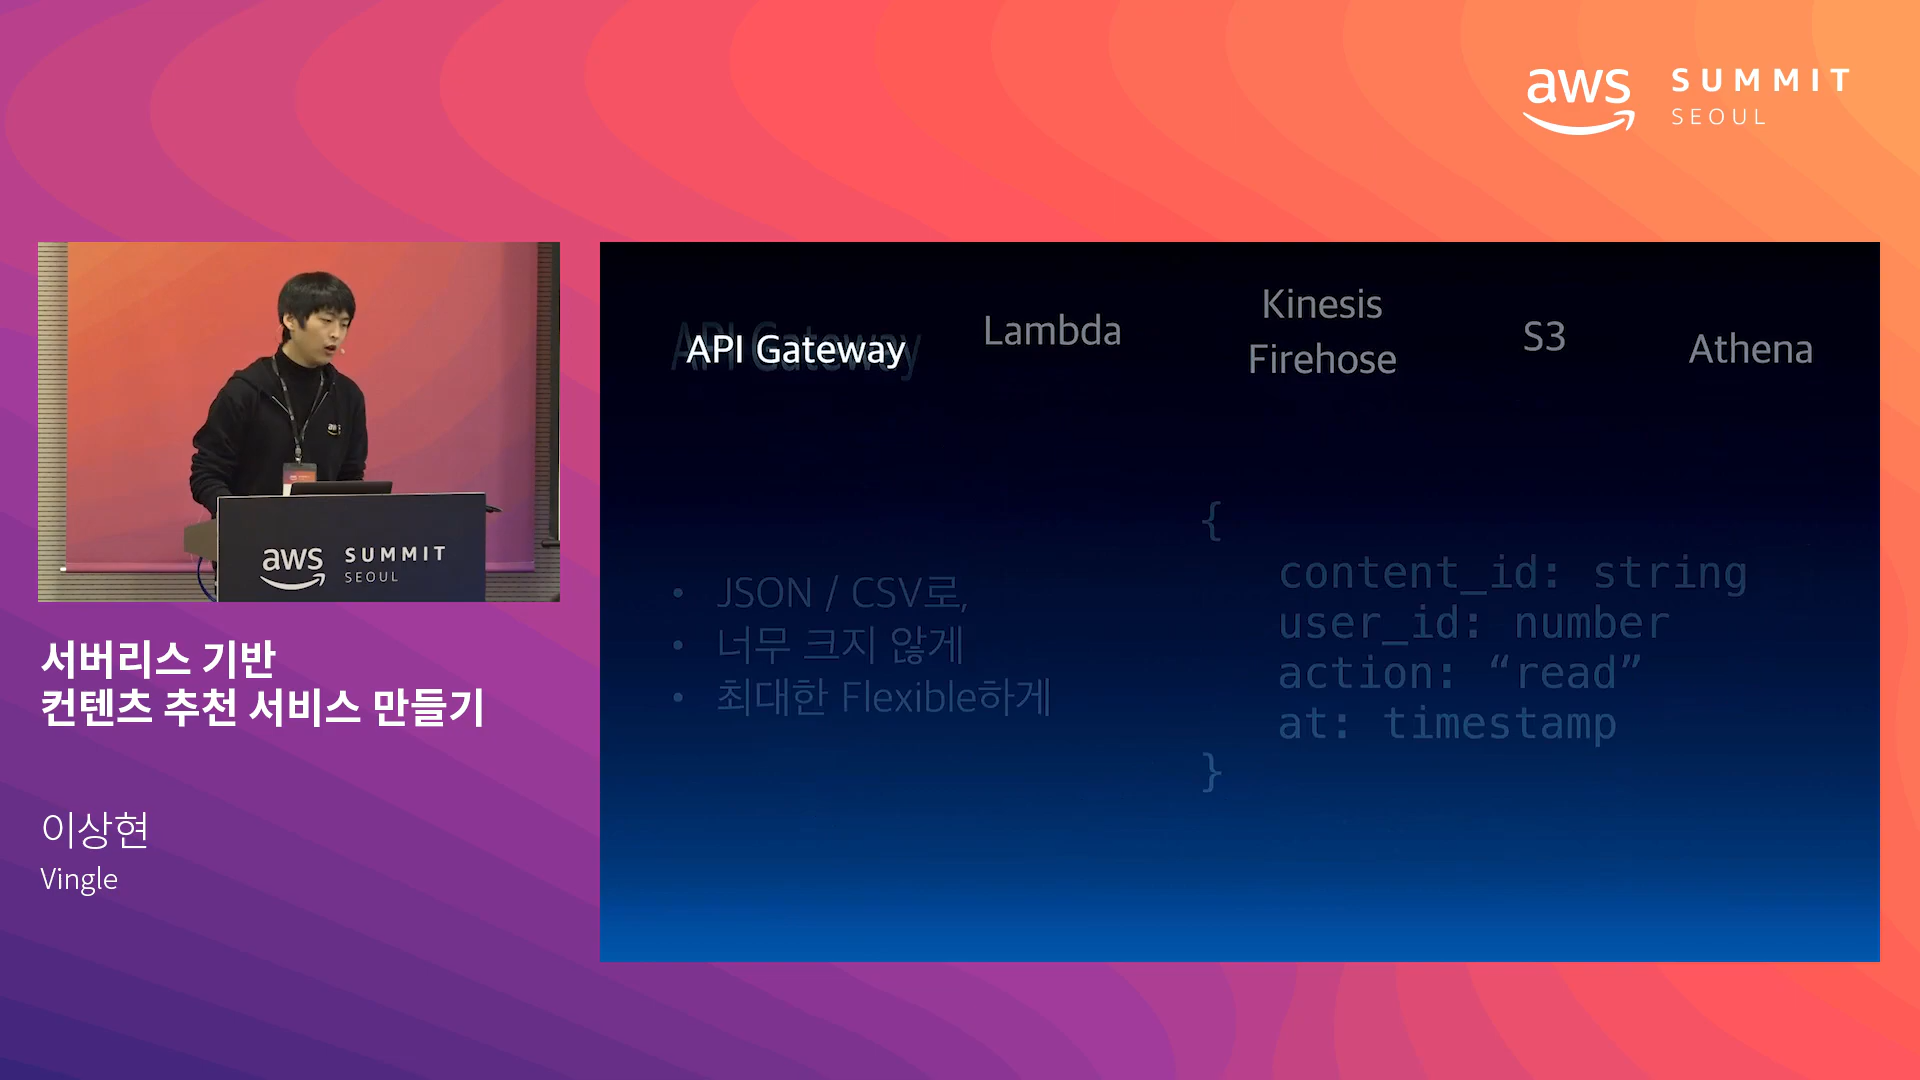 aws SUMMIT
SEOUL
aws SUMMIT
SEOUL
서버리스 기반
컨텐츠 추천 서비스 만들기
이상현
Vingle
API Gateway
Lambda
Kinesis
Firehose
S3
Athena
• JSON / CSV로,
• 너무 크지 않게
• 최대한 Flexible하게
{
content_id: string
user_id: number
action: “read”
at: timestamp
}